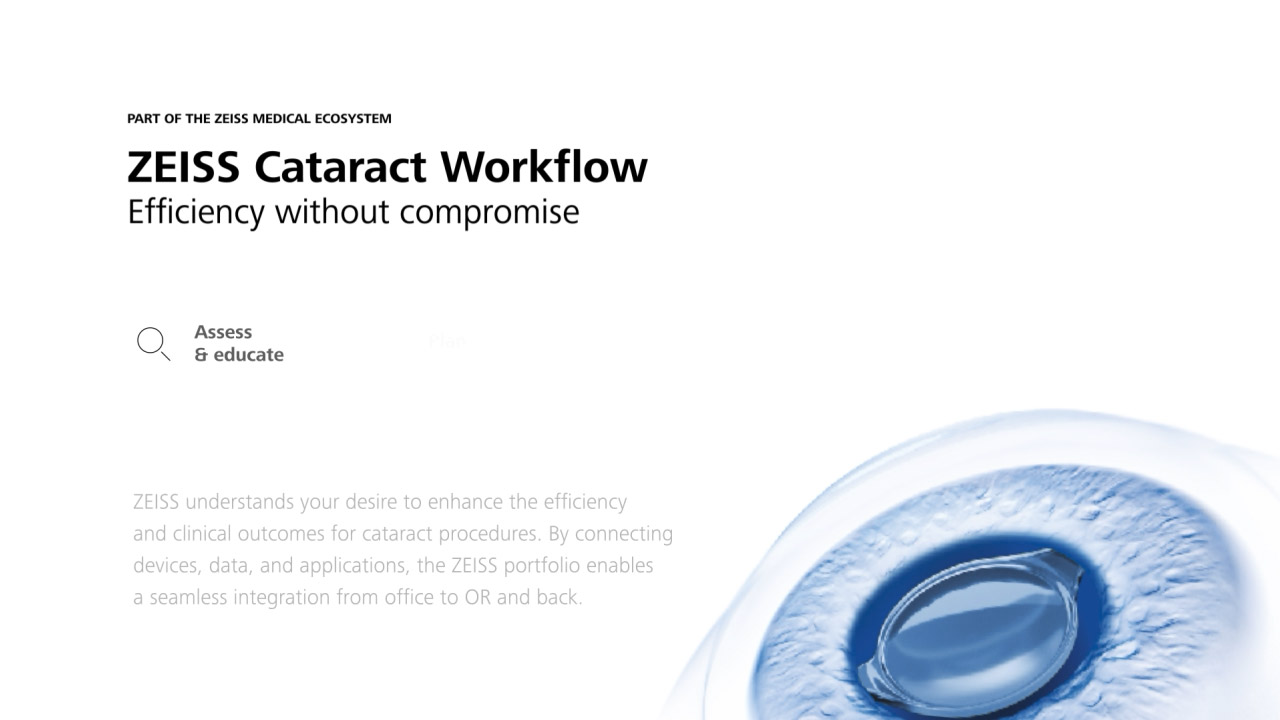 PART OF THE ZEISS MEDICAL ECOSYSTEM
ZEISS Cataract Workflow
Efficiency without compromise
Assess
& educate
ZEISS understands your desire to enhance the efficiency
and clinical outcomes for cataract procedures. By connecting
devices, data, and applications, the ZEISS portfolio enables
a seamless integration from office to OR and back.